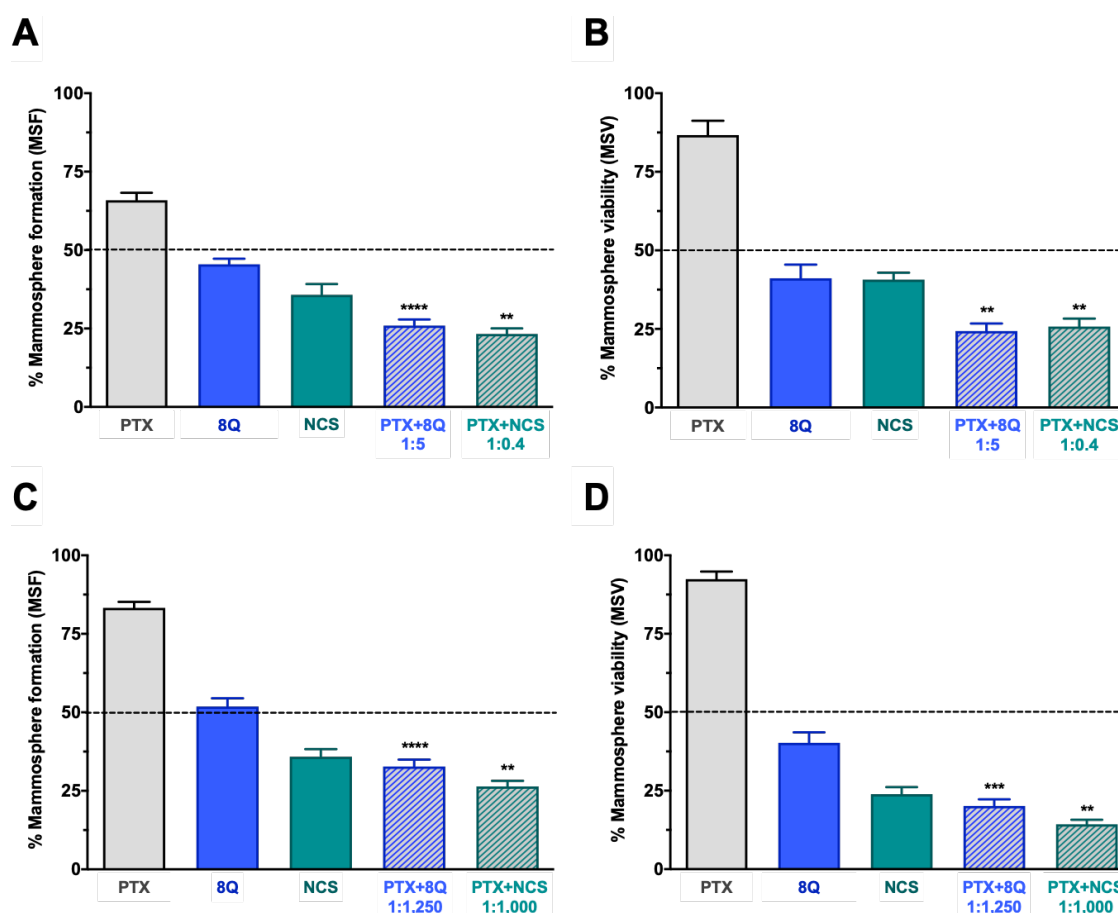 A
% Mammosphere formation (MSF)
100
75
50
25
0
****
**
PTX
8Q
NCS
PTX+8Q
1:5
PTX+NCS
1:0.4
B
% Mammosphere viability (MSV)
100
75
50
25
0
**
**
PTX
8Q
NCS
PTX+8Q
1:5
PTX+NCS
1:0.4
C
% Mammosphere formation (MSF)
100
75
50
25
0
****
**
PTX
8Q
NCS
PTX+8Q
1:1,250
PTX+NCS
1:1,000
D
% Mammosphere viability (MSV)
100
75
50
25
0
***
**
PTX
8Q
NCS
PTX+8Q
1:1,250
PTX+NCS
1:1,000